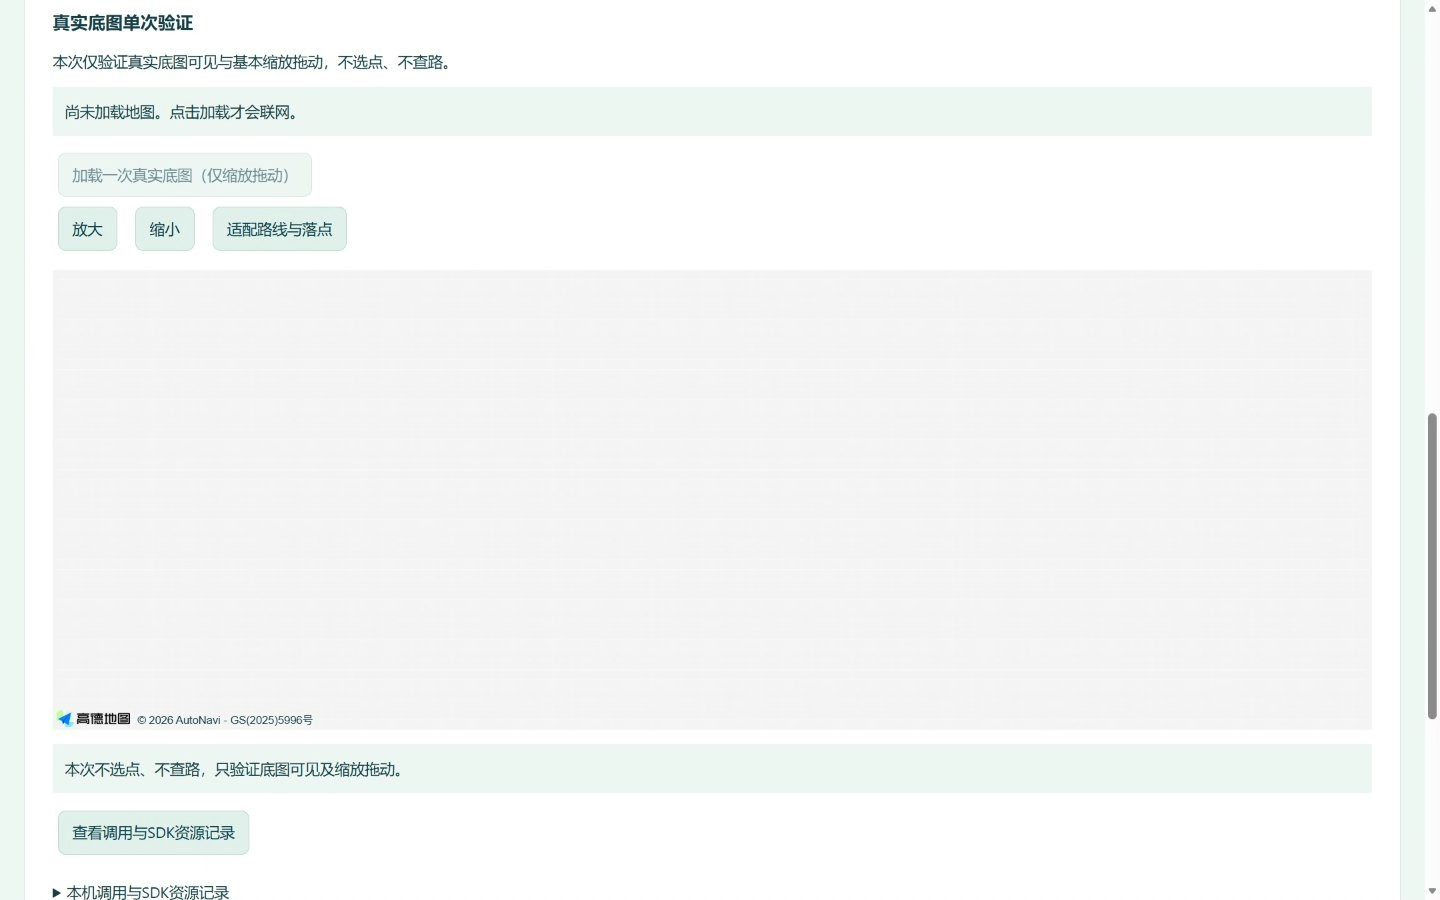 真实底图单次验证
本次仅验证真实底图可见与基本缩放拖动，不选点、不查路。
尚未加载地图。点击加载才会联网。
加载一次真实底图（仅缩放拖动）
放大 缩小 适配路线与落点
高德地图 © 2026 AutoNavi - GS(2025)5996号
本次不选点、不查路，只验证底图可见及缩放拖动。
查看调用与SDK资源记录
▶ 本机调用与SDK资源记录